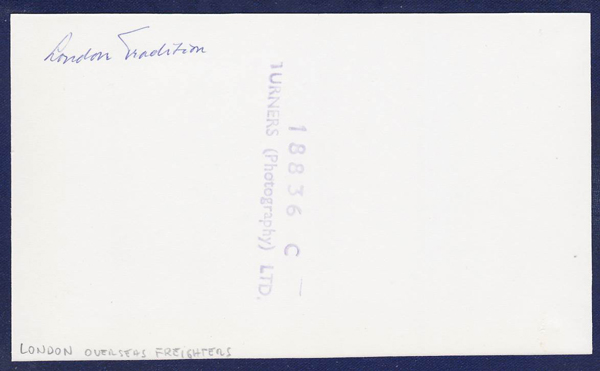 London Tradition
18836 C
TURNERS (Photography) LTD.
LONDON OVERSEAS FREIGHTERS